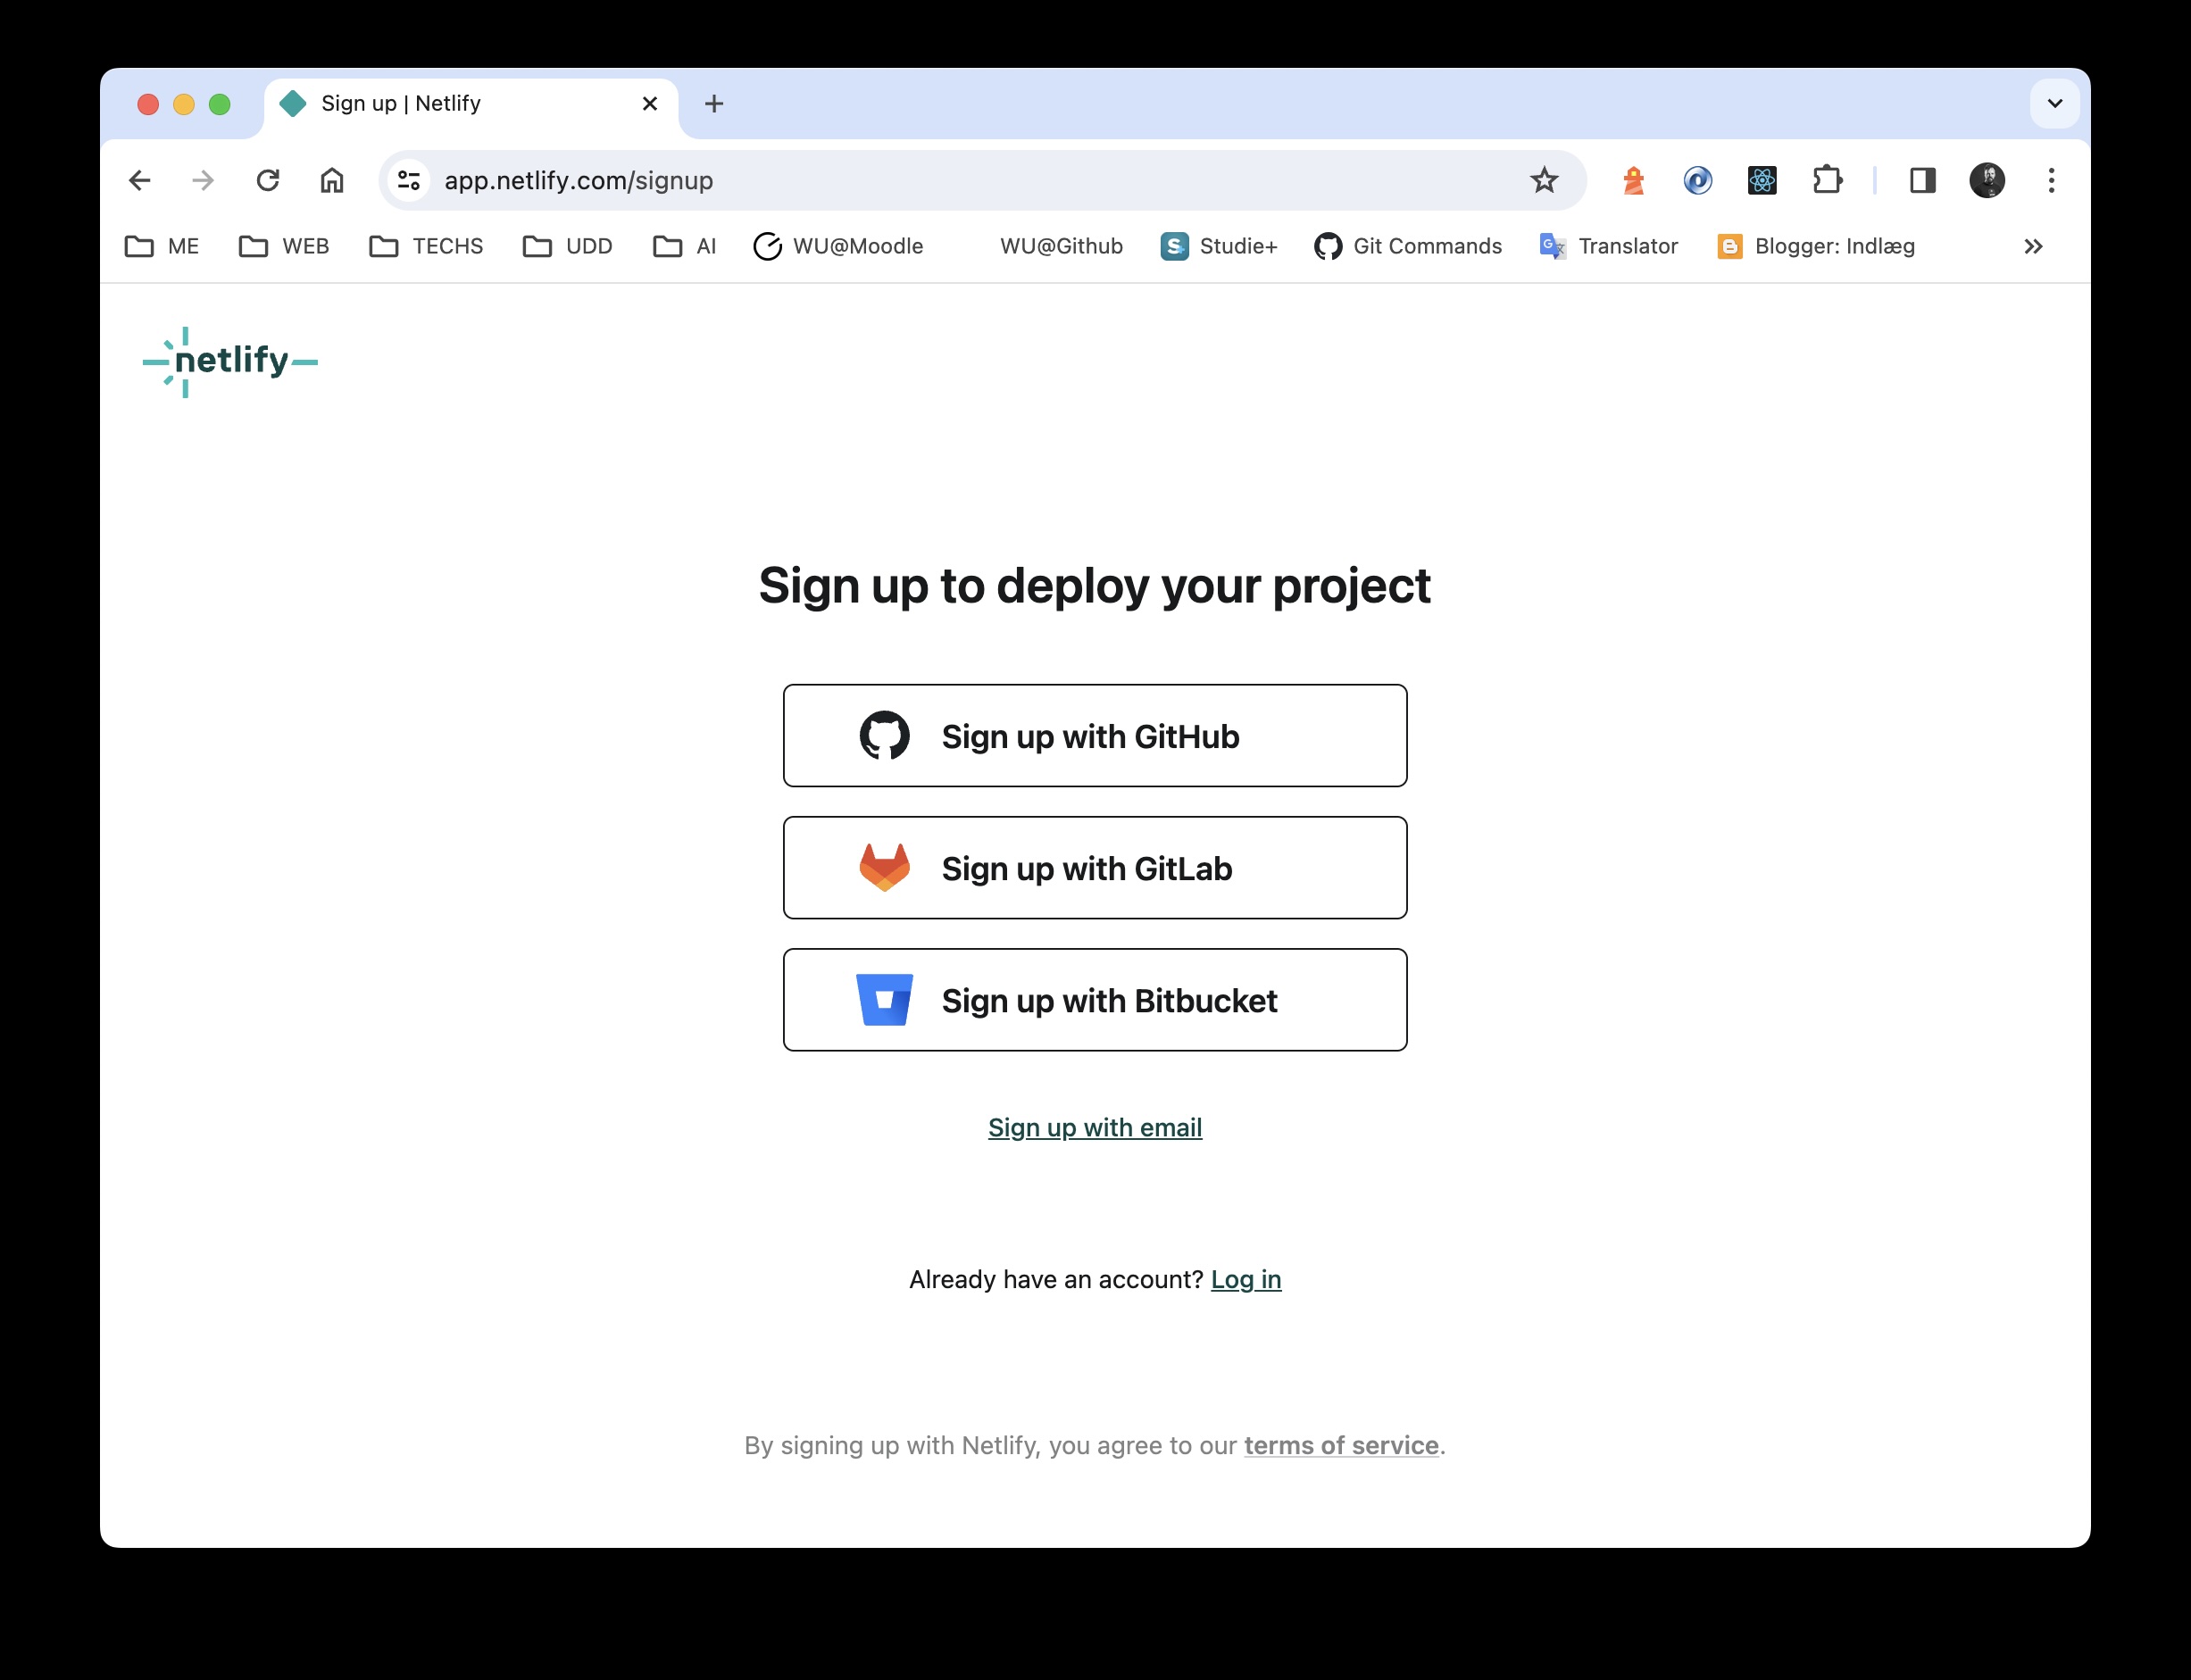 Sign up | Netlify
app.netlify.com/signup
ME WEB TECHS UDD AI WU@Moodle WU@Github S Studie+ Git Commands G Translator Blogger: Indlæg
netlify
Sign up to deploy your project
Sign up with GitHub
Sign up with GitLab
Sign up with Bitbucket
Sign up with email
Already have an account? Log in
By signing up with Netlify, you agree to our terms of service.